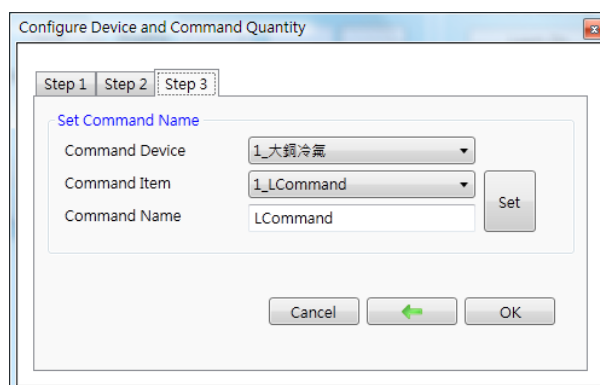 Configure Device and Command Quantity
Step 1 Step 2 Step 3
Set Command Name
Command Device 1_大鋼冷氣
Command Item 1_LCommand
Command Name LCommand
Set
Cancel OK